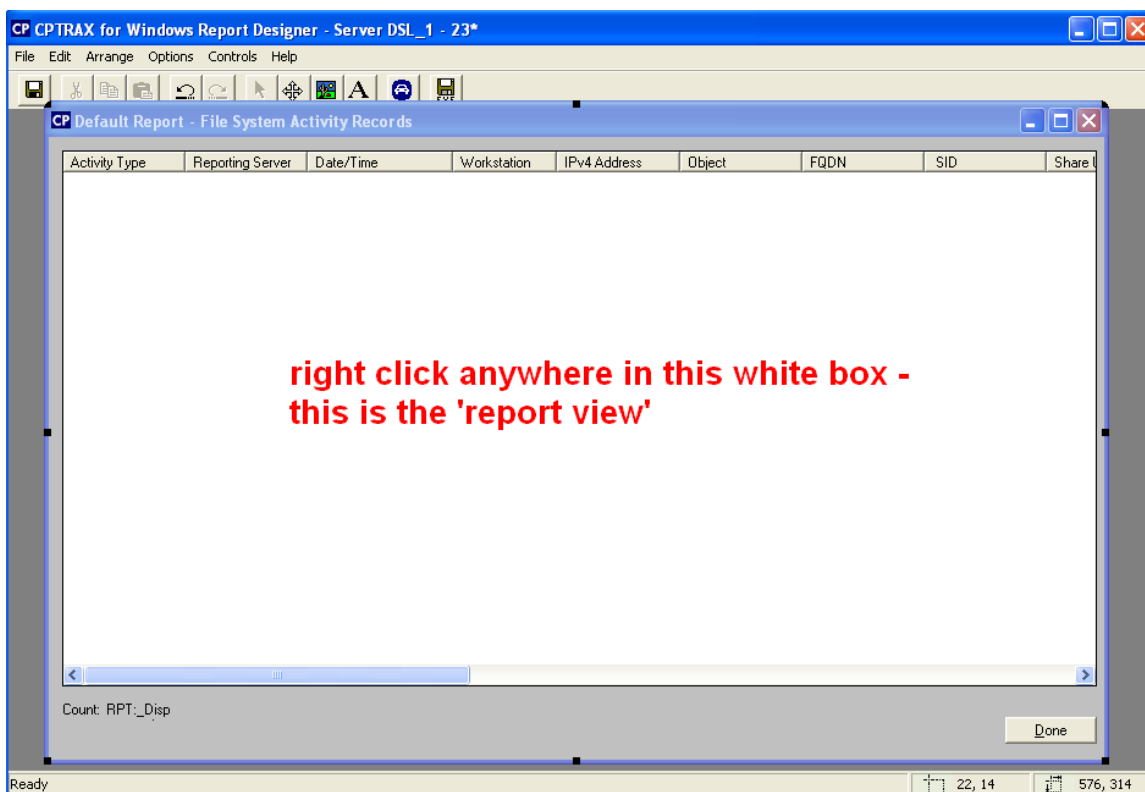 CP CPTRAX for Windows Report Designer - Server DSL_1 - 23*
File Edit Arrange Options Controls Help
A
CP Default Report - File System Activity Records
Activity Type Reporting Server Date/Time Workstation IPv4 Address Object FQDN SID Share
right click anywhere in this white box -
this is the 'report view'
Count: RPT:_Disp
Done
Ready 22, 14 576, 314